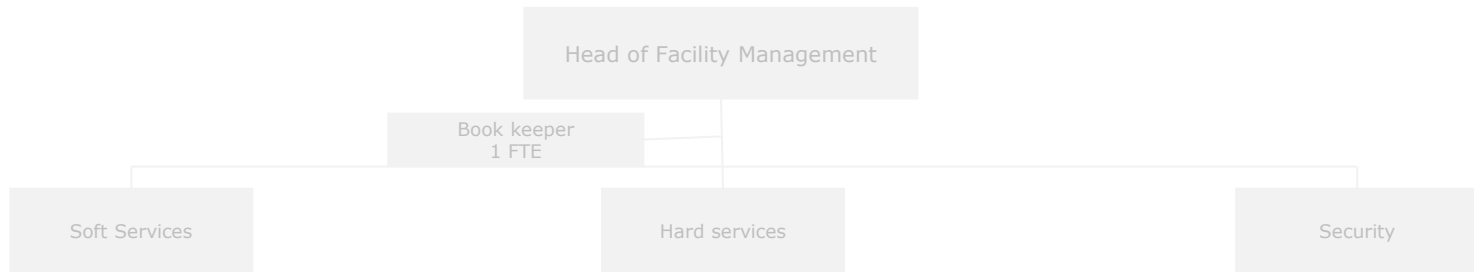 Head of Facility Management
Book keeper
1 FTE
Soft Services
Hard services
Security